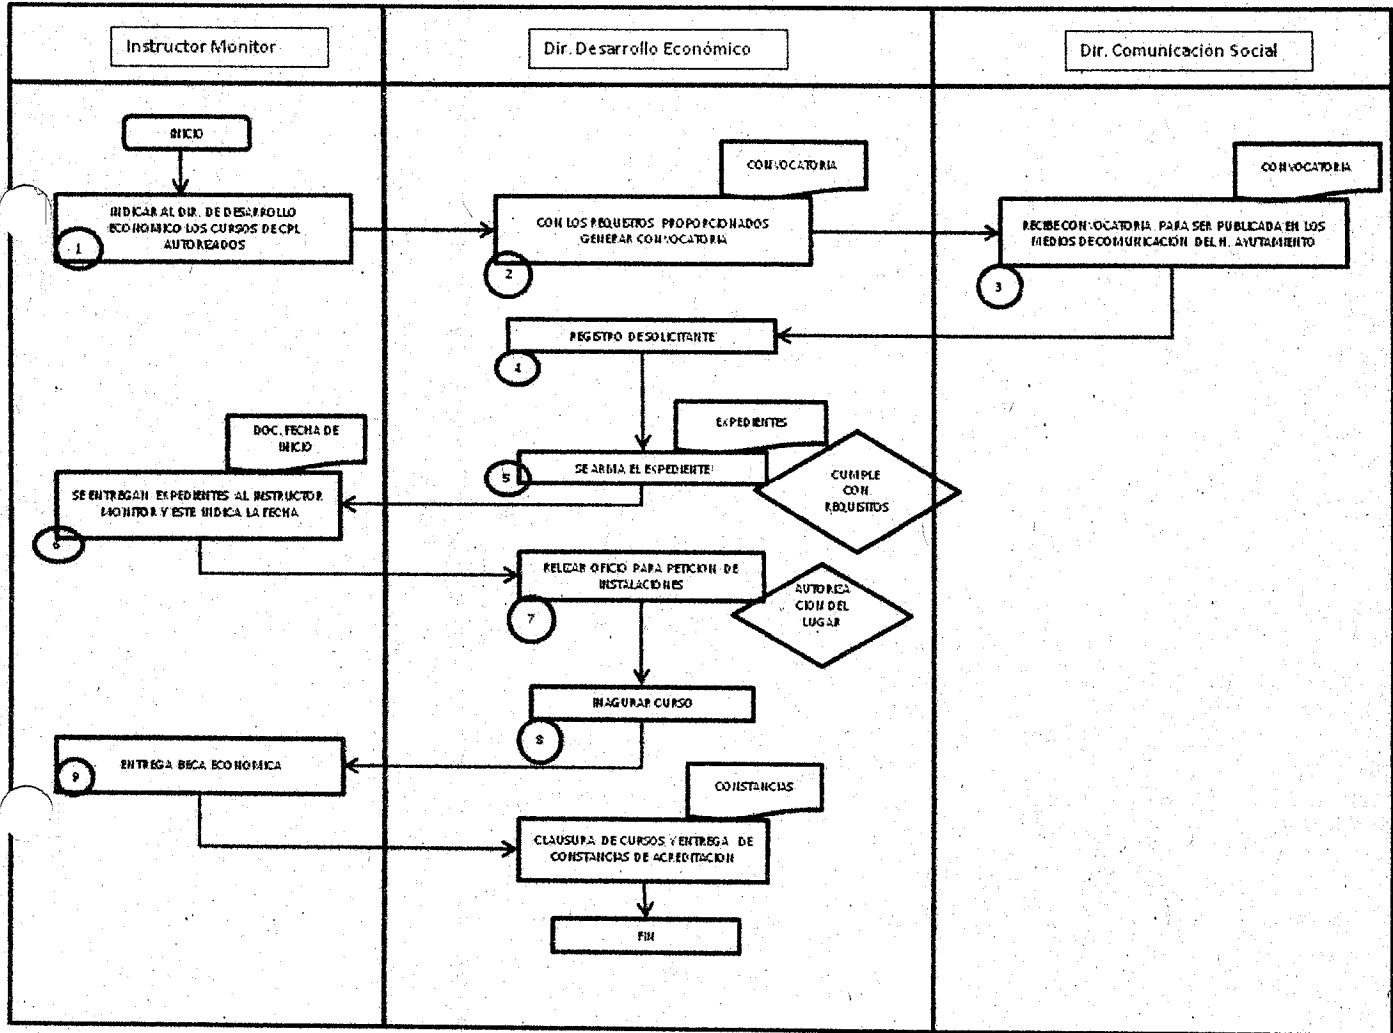 Instructor Monitor
Dir. Desarrollo Económico
Dir. Comunicación Social
INICIO
INDICAR AL DIR. DE DESARROLLO
ECONOMICO LOS CURSOS DE CPL
AUTORIZADOS
1
CONVOCATORIA
CON LOS REQUISITOS PROPORCIONADOS
GENERAR CONVOCATORIA
2
CONVOCATORIA
RECIBE CONVOCATORIA PARA SER PUBLICADA EN LOS
MEDIOS DE COMUNICACIÓN DEL H. AYUTAMIENTO
3
REGISTRO DE SOLICITANTE
4
EXPEDIENTES
SE ARMA EL EXPEDIENTE
5
CUMPLE
CON
REQUISITOS
DOC. FECHA DE
INICIO
SE ENTREGAN EXPEDIENTES AL INSTRUCTOR
MONITOR Y ESTE INDICA LA FECHA
6
RELIZAR OFICIO PARA PETICION DE
INSTALACIONES
7
AUTORIZA
CION DEL
LUGAR
INAGURAR CURSO
8
ENTREGA BECA ECONOMICA
9
CONSTANCIAS
CLAUSURA DE CURSOS Y ENTREGA DE
CONSTANCIAS DE ACREDITACION
FIN